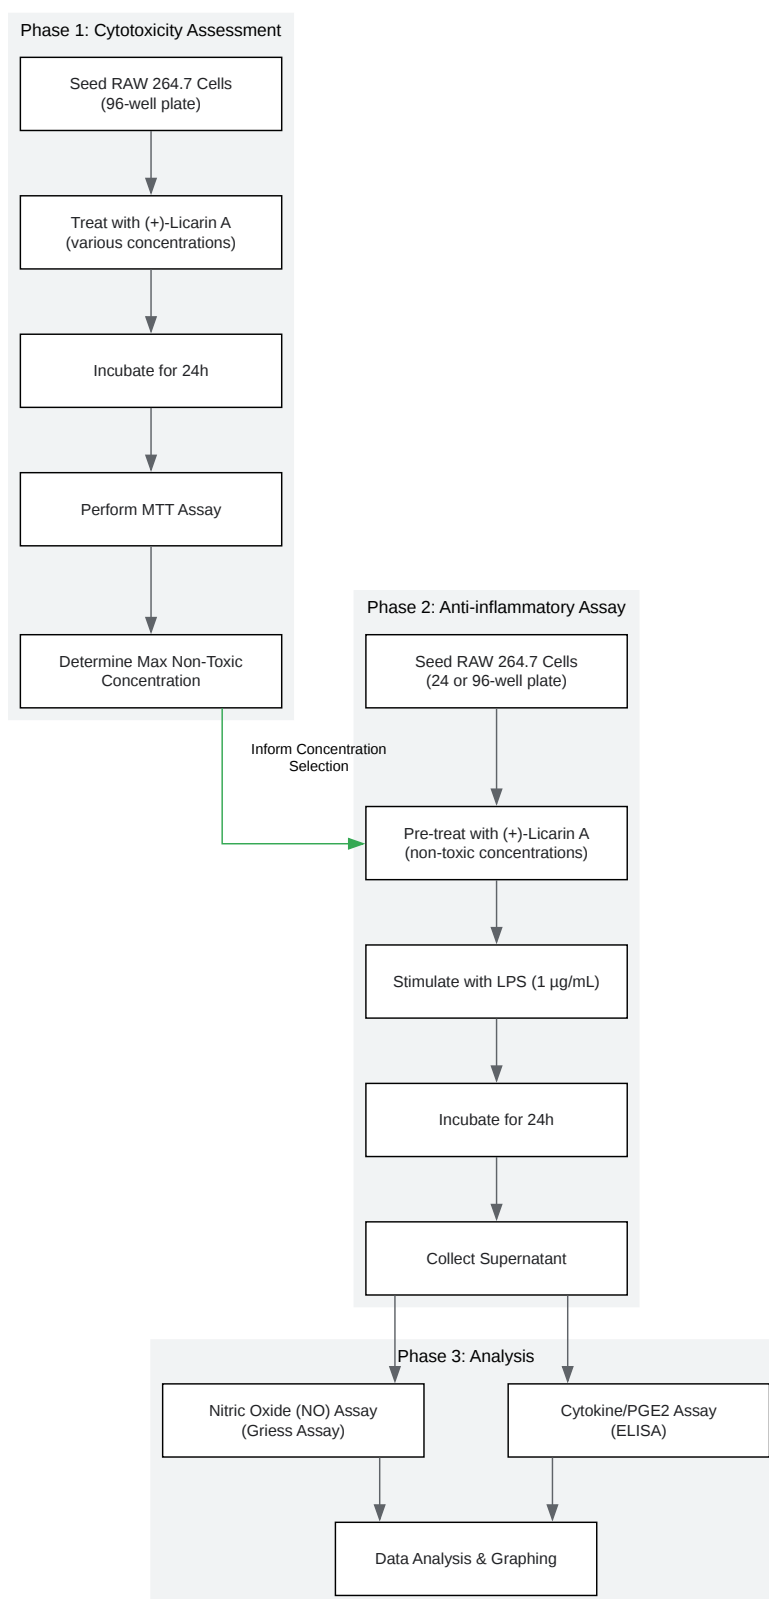 Phase 1: Cytotoxicity Assessment
Seed RAW 264.7 Cells
(96-well plate)
Treat with (+)-Licarin A
(various concentrations)
Incubate for 24h
Perform MTT Assay
Determine Max Non-Toxic
Concentration
Inform Concentration
Selection
Phase 2: Anti-inflammatory Assay
Seed RAW 264.7 Cells
(24 or 96-well plate)
Pre-treat with (+)-Licarin A
(non-toxic concentrations)
Stimulate with LPS (1 µg/mL)
Incubate for 24h
Collect Supernatant
Phase 3: Analysis
Nitric Oxide (NO) Assay
(Griess Assay)
Cytokine/PGE2 Assay
(ELISA)
Data Analysis & Graphing